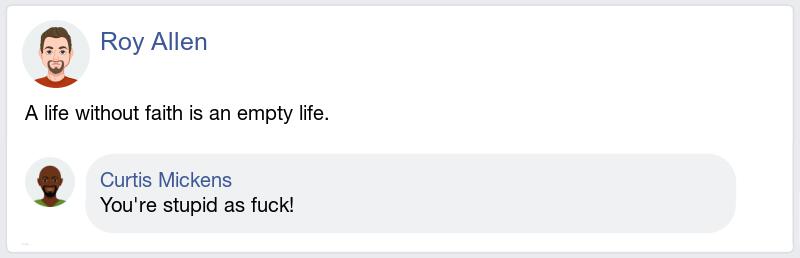 Roy Allen
A life without faith is an empty life.
Curtis Mickens
You're stupid as fuck!